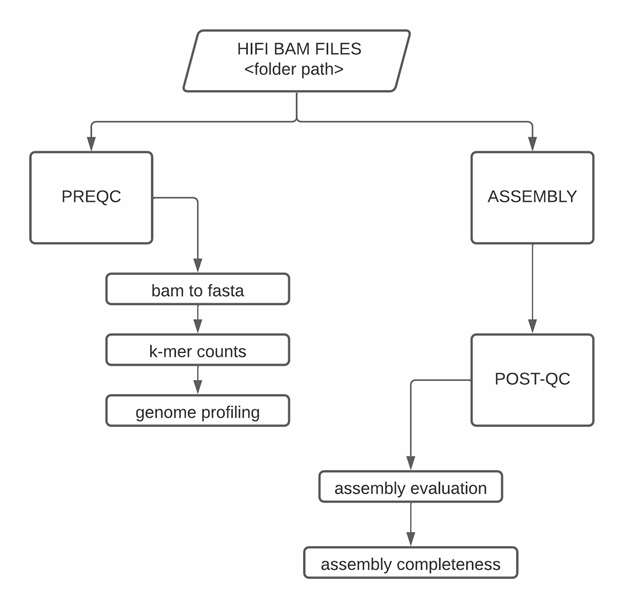 HIFI BAM FILES
<folder path>
PREQC
ASSEMBLY
bam to fasta
k-mer counts
genome profiling
POST-QC
assembly evaluation
assembly completeness